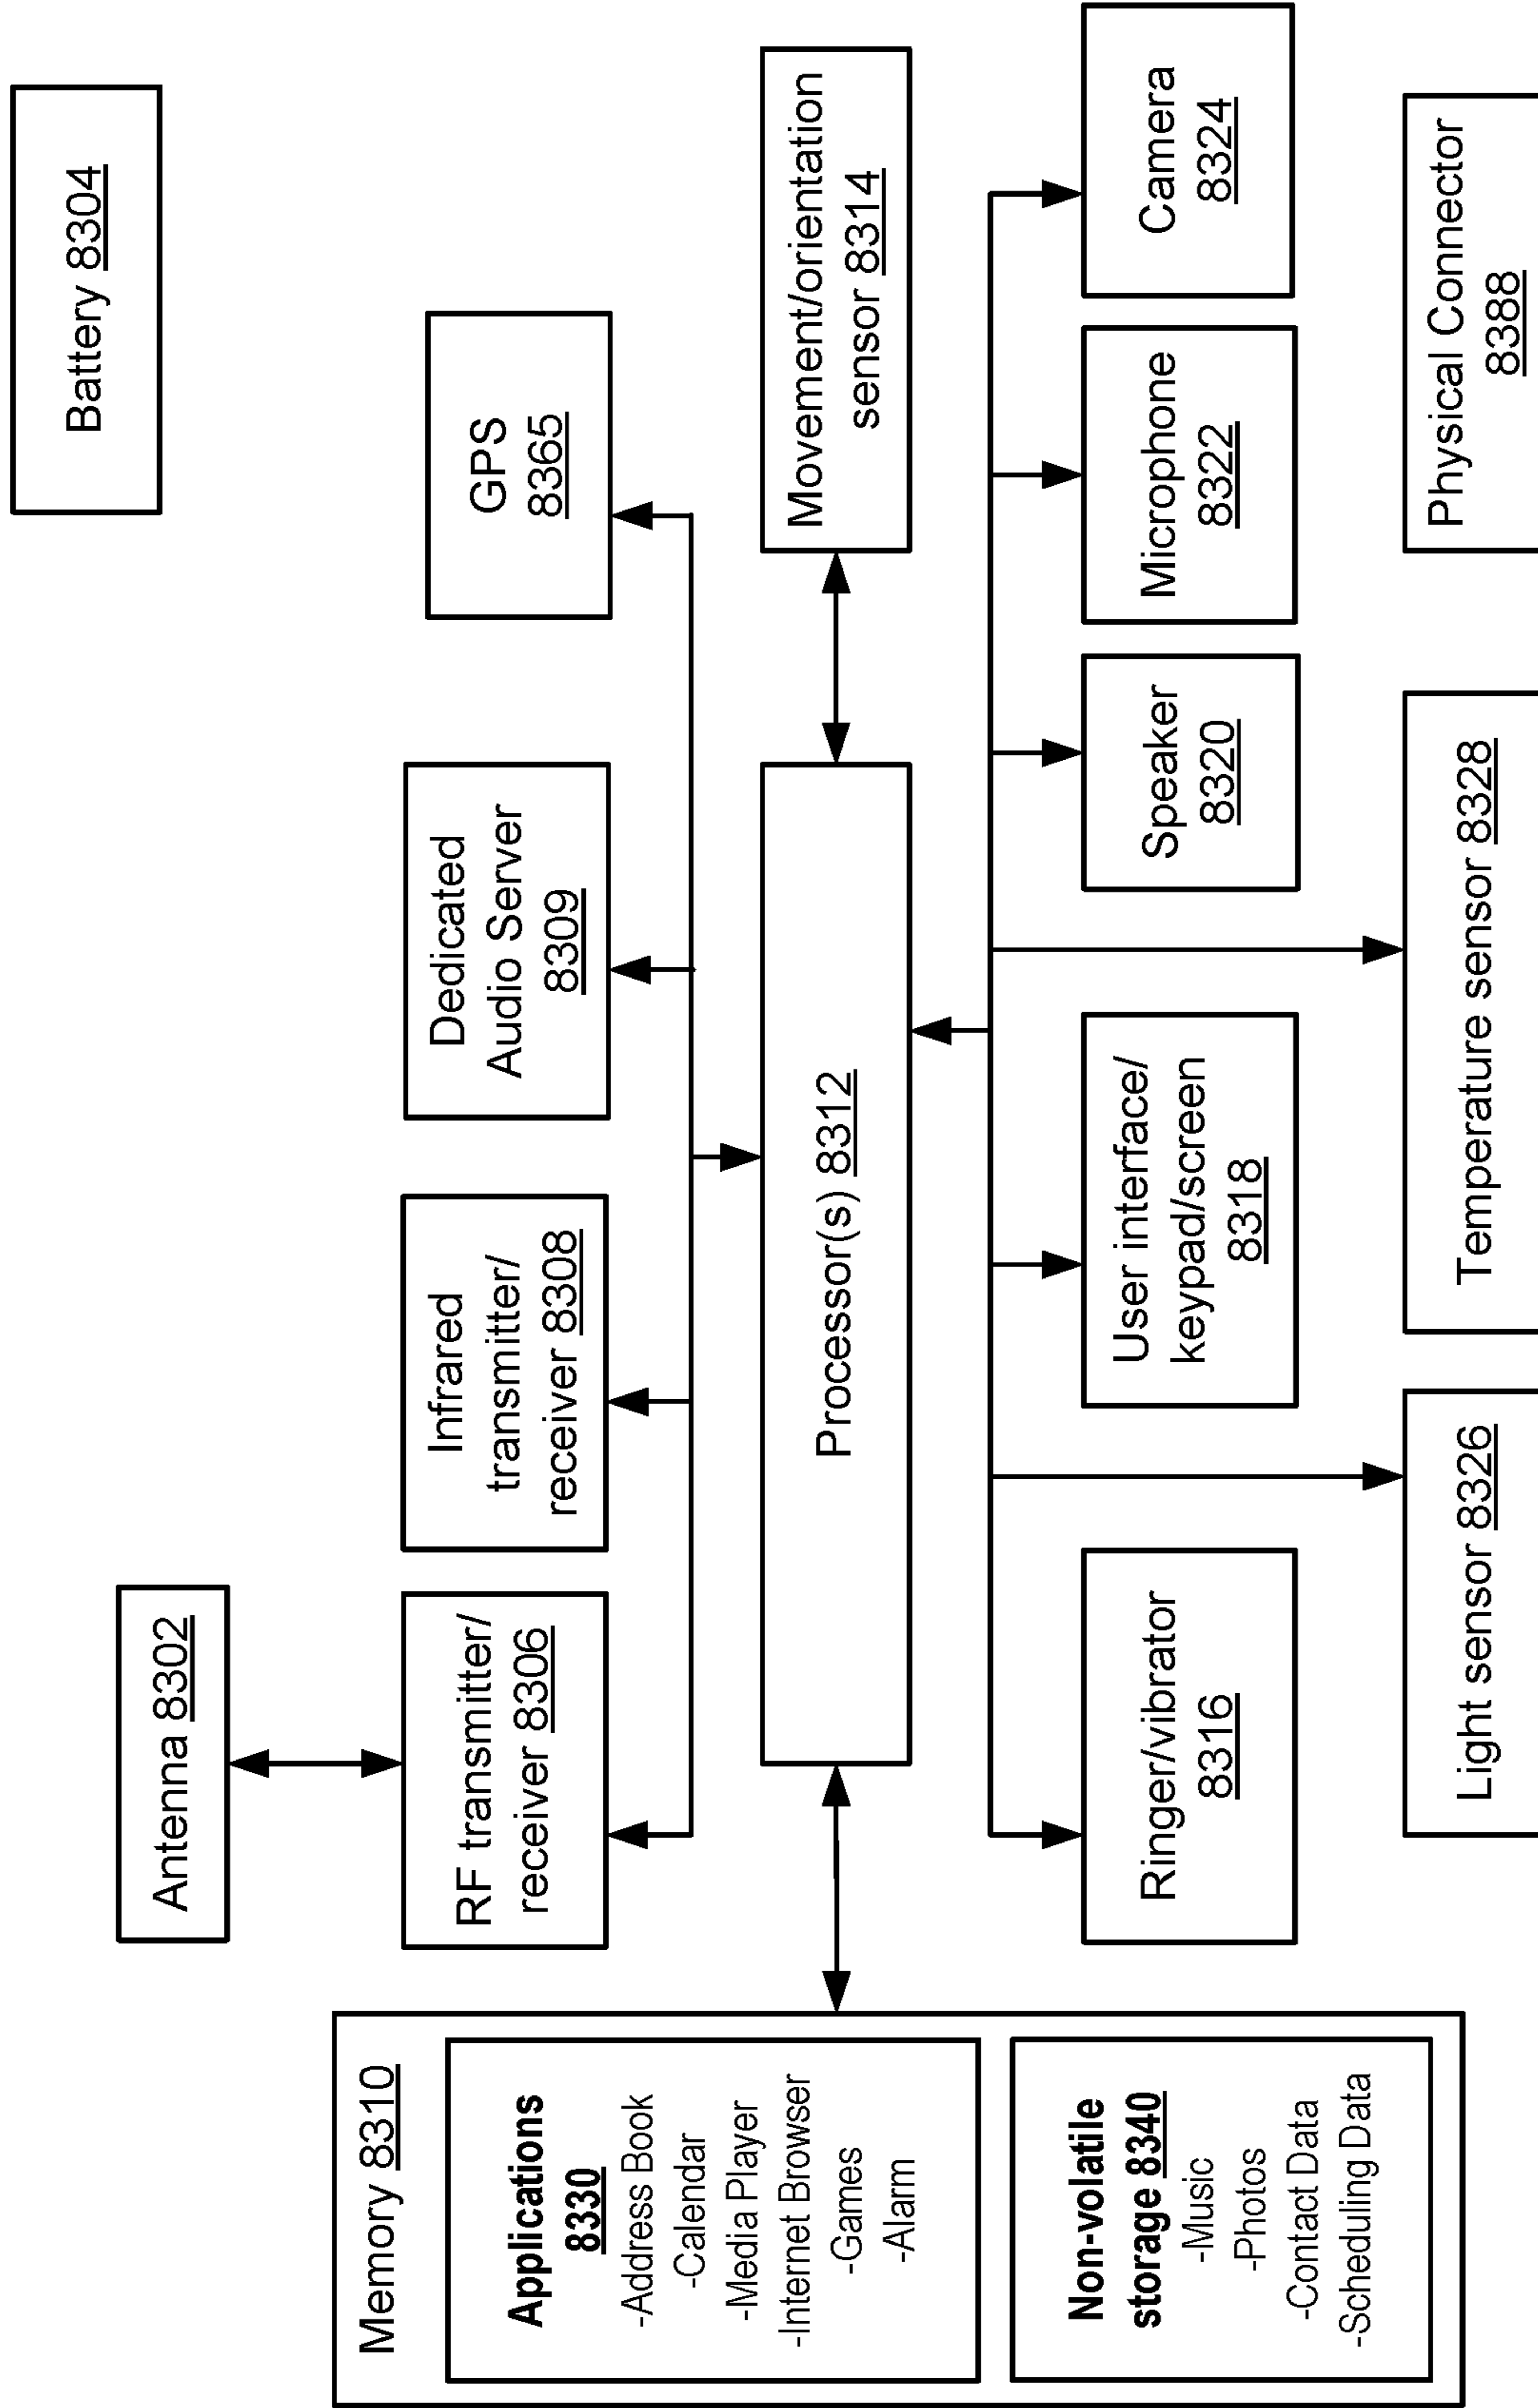 Battery 8304
Antenna 8302
RF transmitter/
receiver 8306
Infrared
transmitter/
receiver 8308
Dedicated
Audio Server
8309
GPS
8365
Memory 8310
Applications
8330
-Address Book
-Calendar
-Media Player
-Internet Browser
-Games
-Alarm
Non-volatile
storage 8340
-Music
-Photos
-Contact Data
-Scheduling Data
Processor(s) 8312
Movement/orientation
sensor 8314
Ringer/vibrator
8316
User interface/
keypad/screen
8318
Speaker
8320
Microphone
8322
Camera
8324
Light sensor 8326
Temperature sensor 8328
Physical Connector
8388